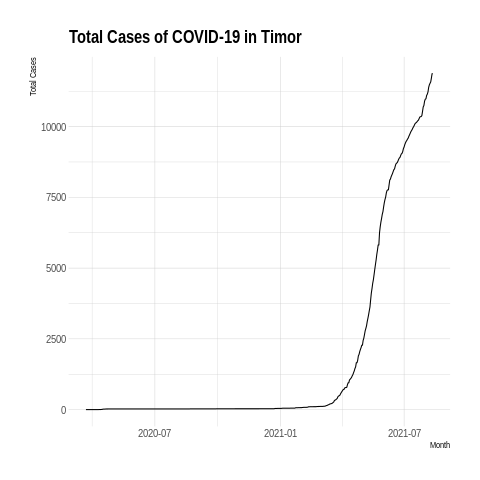 Total Cases of COVID-19 in Timor
Total Cases
10000
7500
5000
2500
0
2020-07 2021-01 2021-07
Month